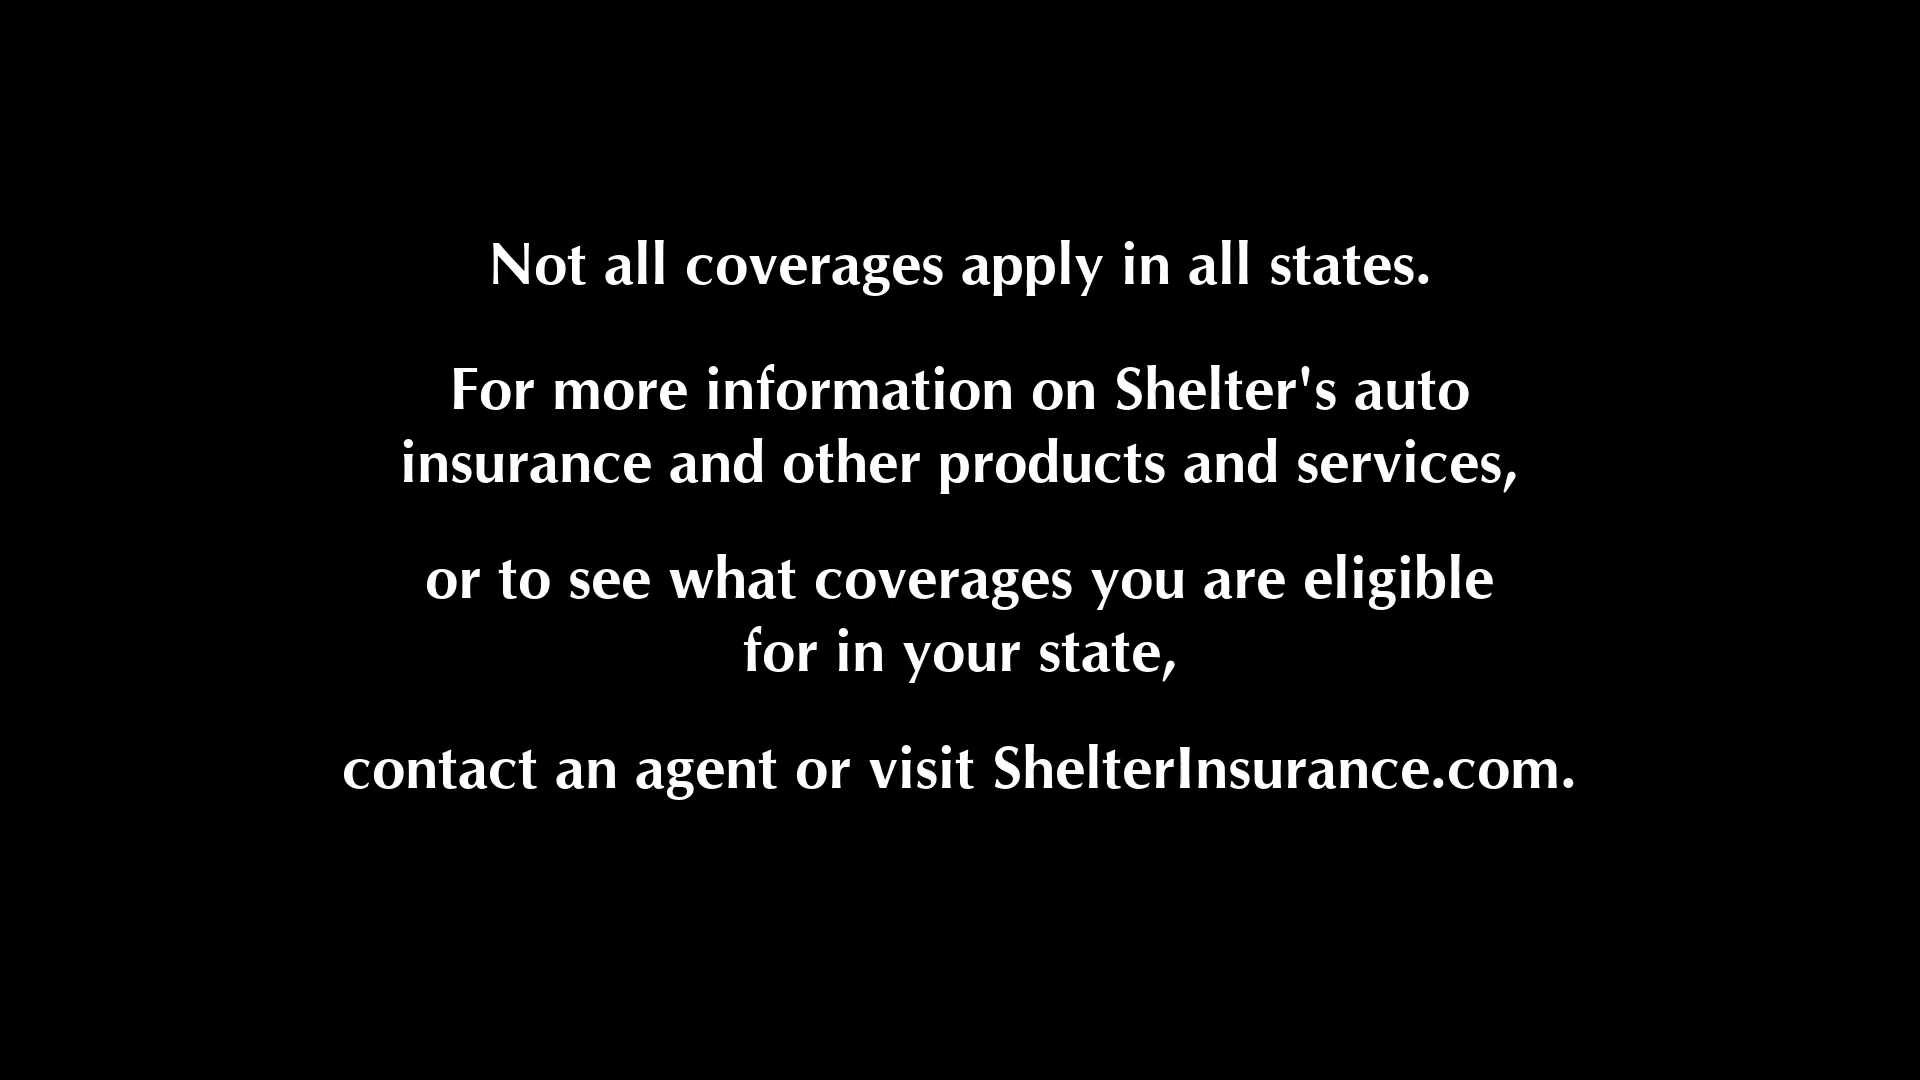 Not all coverages apply in all states.
For more information on Shelter's auto
insurance and other products and services,
or to see what coverages you are eligible
for in your state,
contact an agent or visit ShelterInsurance.com.